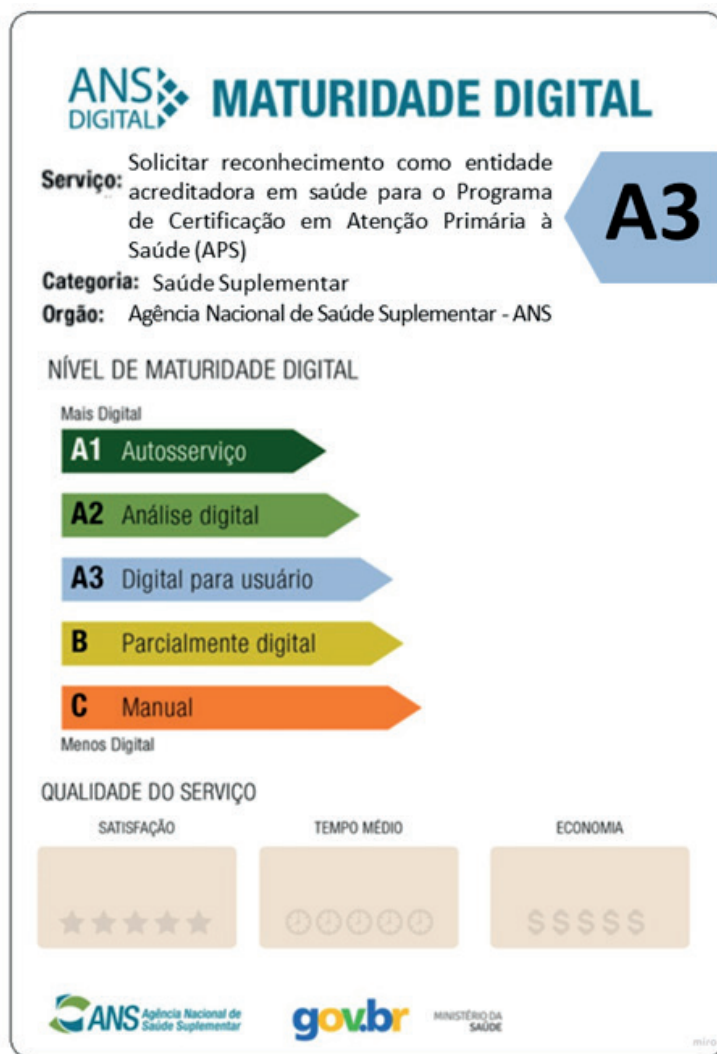 ANS
DIGITAL
MATURIDADE DIGITAL
Serviço: Solicitar reconhecimento como entidade
acreditadora em saúde para o Programa
de Certificação em Atenção Primária à
Saúde (APS)
A3
Categoria: Saúde Suplementar
Orgão: Agência Nacional de Saúde Suplementar - ANS
NÍVEL DE MATURIDADE DIGITAL
Mais Digital
A1 Autosserviço
A2 Análise digital
A3 Digital para usuário
B Parcialmente digital
C Manual
Menos Digital
QUALIDADE DO SERVIÇO
SATISFAÇÃO TEMPO MÉDIO ECONOMIA
$$$$$
ANS Agência Nacional de
Saúde Suplementar
gov.br
MINISTÉRIO DA
SAÚDE
miro